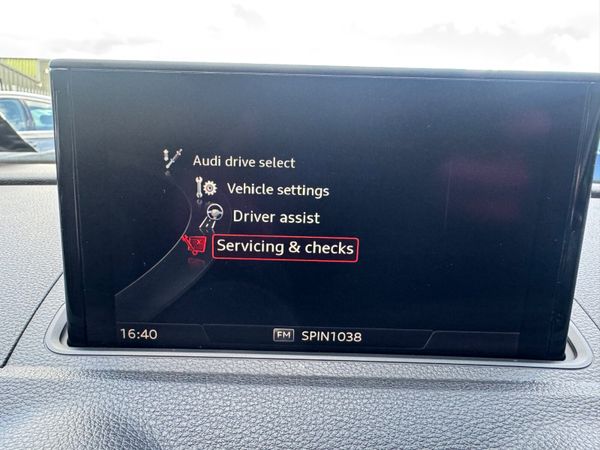 Audi drive select
Vehicle settings
Driver assist
Servicing & checks
16:40
FM SPIN1038